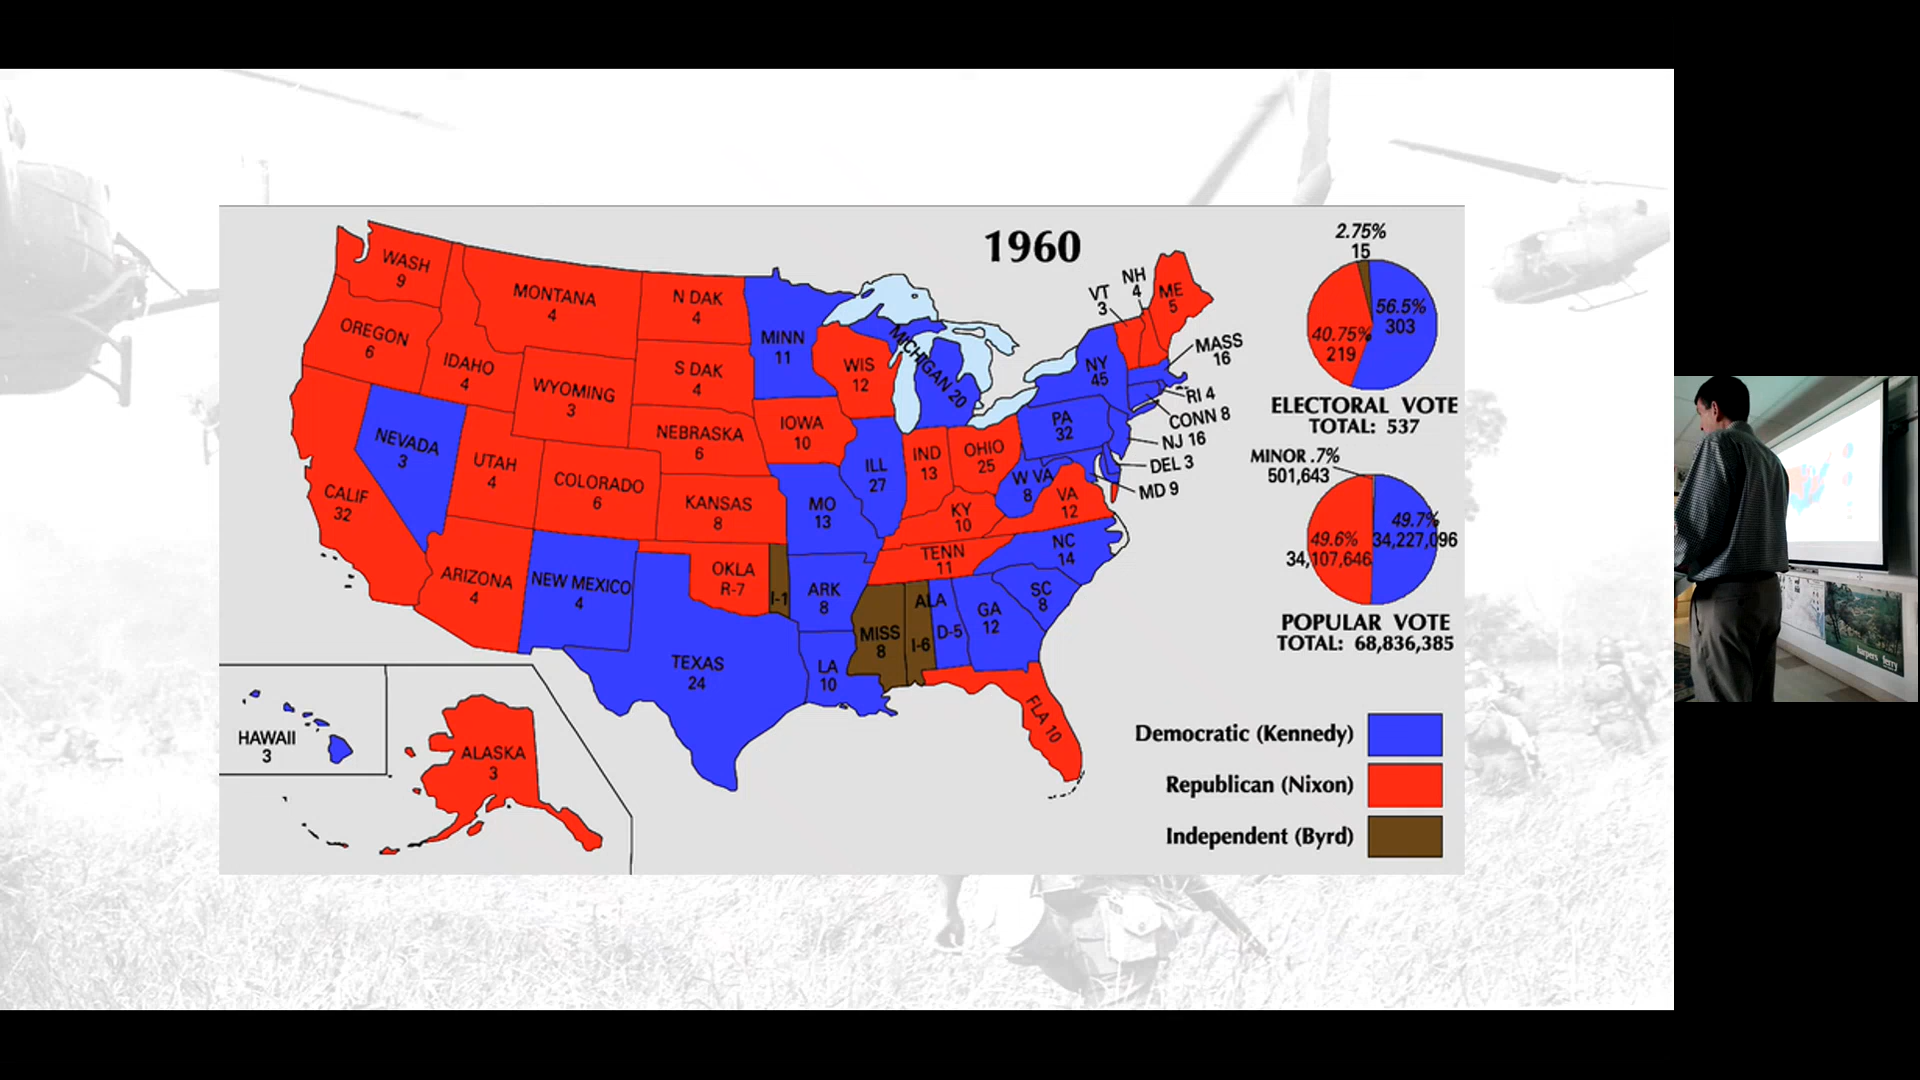 1960
WASH
9
OREGON
6
CALIF
32
NEVADA
3
IDAHO
4
MONTANA
4
WYOMING
3
UTAH
4
COLORADO
6
ARIZONA
4
NEW MEXICO
4
N DAK
4
S DAK
4
NEBRASKA
6
KANSAS
8
OKLA
R-7
I-1
TEXAS
24
MINN
11
IOWA
10
MO
13
ARK
8
LA
10
WIS
12
ILL
27
MICHIGAN 20
IND
13
OHIO
25
KY
10
TENN
11
MISS
8
ALA
I-6
D-5
GA
12
FLA 10
SC
8
NC
14
VA
12
W VA
8
PA
32
NY
45
VT
3
NH
4
ME
5
MASS
16
RI 4
CONN 8
NJ 16
DEL 3
MD 9
HAWAII
3
ALASKA
3
2.75%
15
56.5%
303
40.75%
219
ELECTORAL VOTE
TOTAL: 537
MINOR .7%
501,643
49.7%
34,227,096
49.6%
34,107,646
POPULAR VOTE
TOTAL: 68,836,385
Democratic (Kennedy)
Republican (Nixon)
Independent (Byrd)
harpers ferry